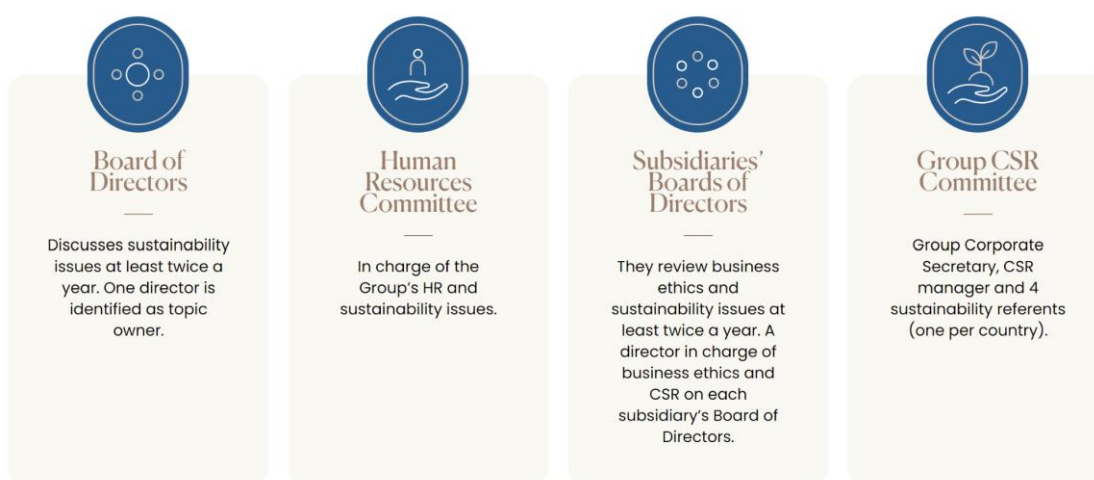 Board of
Directors
Discusses sustainability
issues at least twice a
year. One director is
identified as topic
owner.
Human
Resources
Committee
In charge of the
Group's HR and
sustainability issues.
Subsidiaries'
Boards of
Directors
They review business
ethics and
sustainability issues at
least twice a year. A
director in charge of
business ethics and
CSR on each
subsidiary's Board of
Directors.
Group CSR
Committee
Group Corporate
Secretary, CSR
manager and 4
sustainability referents
(one per country).